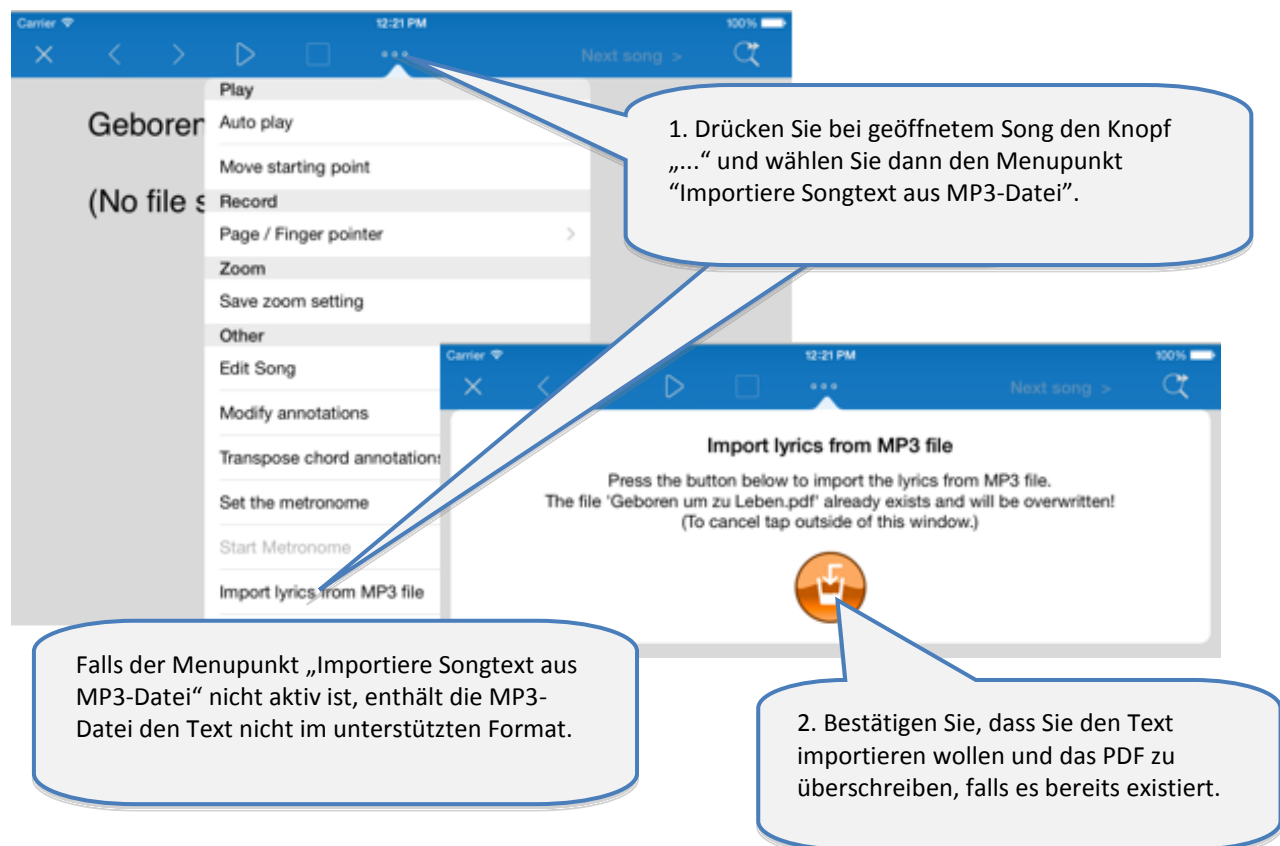 Carrier 12:21 PM 100%
Next song >
Play
Auto play
Move starting point
Record
Page / Finger pointer
Zoom
Save zoom setting
Other
Edit Song
Modify annotations
Transpose chord annotations
Set the metronome
Start Metronome
Import lyrics from MP3 file
Geboren
(No file s
1. Drücken Sie bei geöffnetem Song den Knopf
„...“ und wählen Sie dann den Menupunkt
“Importiere Songtext aus MP3-Datei”.
Carrier 12:21 PM 100%
Next song >
Import lyrics from MP3 file
Press the button below to import the lyrics from MP3 file.
The file 'Geboren um zu Leben.pdf' already exists and will be overwritten!
(To cancel tap outside of this window.)
Falls der Menupunkt „Importiere Songtext aus
MP3-Datei“ nicht aktiv ist, enthält die MP3-
Datei den Text nicht im unterstützten Format.
2. Bestätigen Sie, dass Sie den Text
importieren wollen und das PDF zu
überschreiben, falls es bereits existiert.